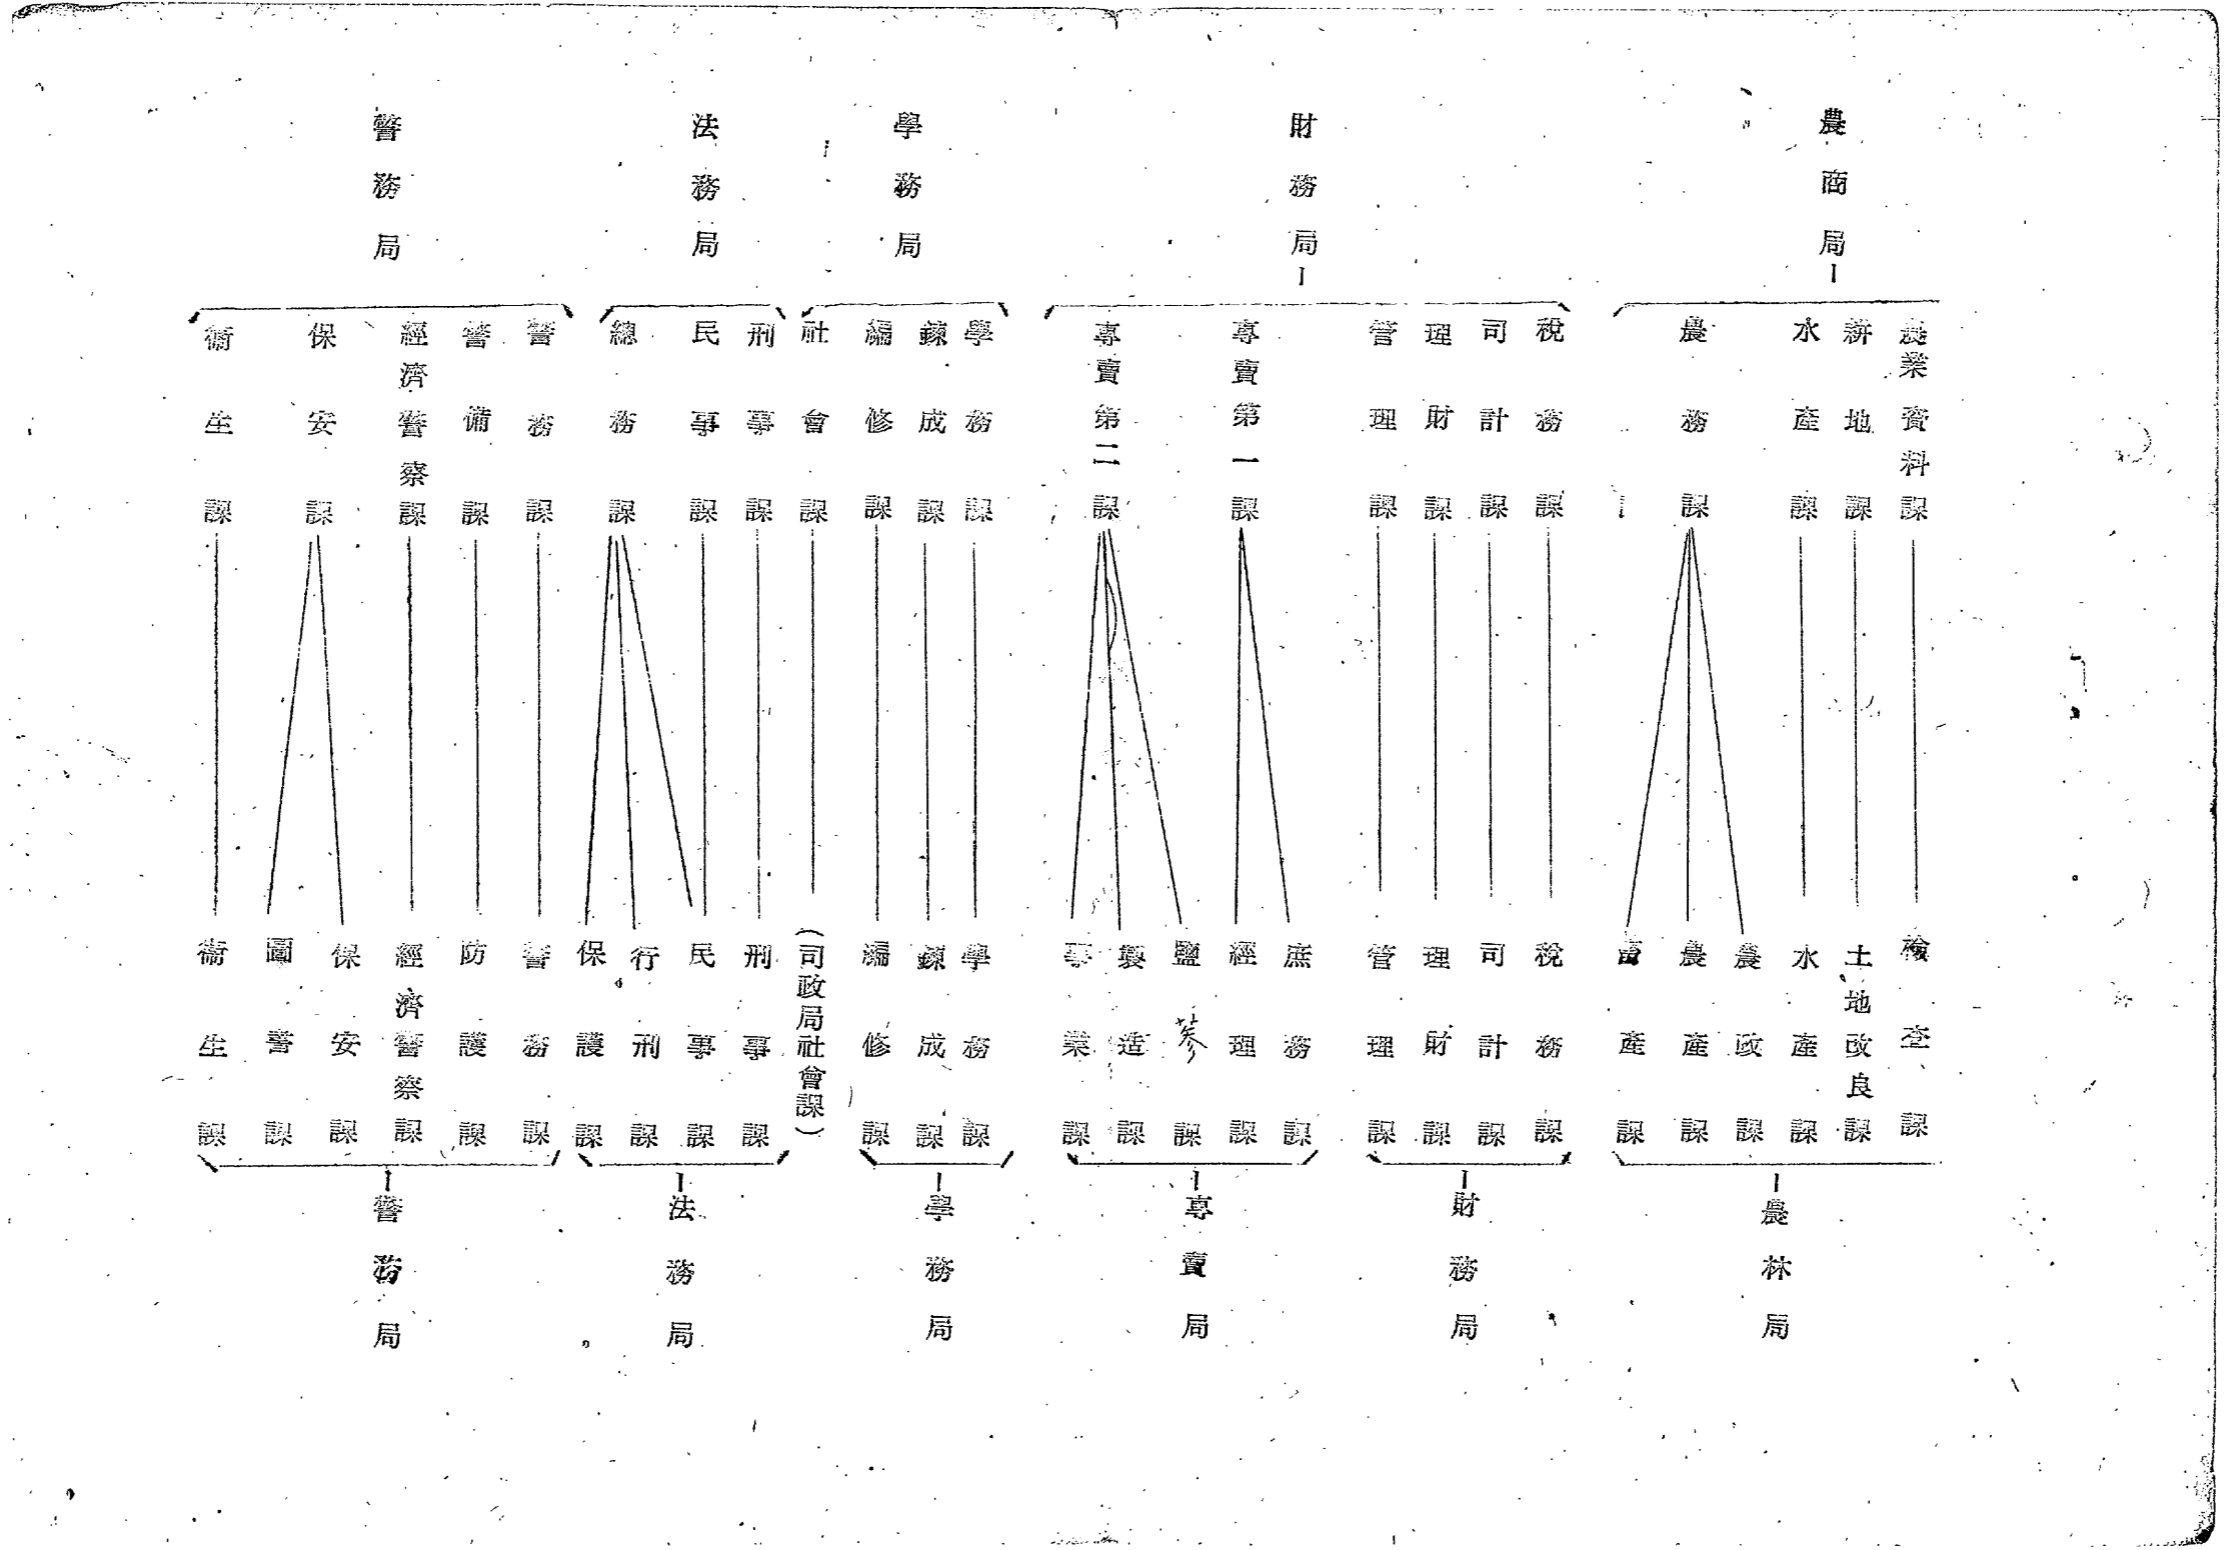 農商局
農業資料課
耕地課
水產課
農務課
財務局
稅務課
司計課
理財課
管理課
專賣第一課
專賣第二課
學務局
學務課
鍊成課
編修課
社會課
法務局
刑事課
民事課
總務課
警務局
警務課
警備課
經濟警察課
保安課
衞生課
檢查課
土地改良課
水產課
農政課
農產課
畜產課
農林局
稅務課
司計課
理財課
管理課
財務局
庶務課
經理課
鹽蔘課
製造課
事業課
專賣局
學務課
鍊成課
編修課
學務局
(司政局社會課)
刑事課
民事課
行刑課
保護課
法務局
警務課
防護課
經濟警察課
保安課
圖警課
衞生課
警務局